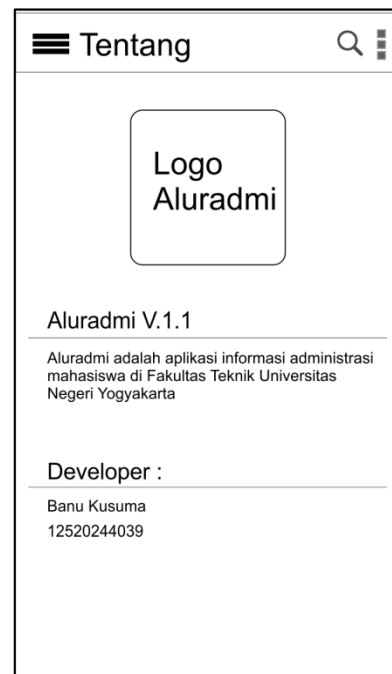 Tentang
Logo
Aluradmi
Aluradmi V.1.1
Aluradmi adalah aplikasi informasi administrasi
mahasiswa di Fakultas Teknik Universitas
Negeri Yogyakarta
Developer :
Banu Kusuma
12520244039